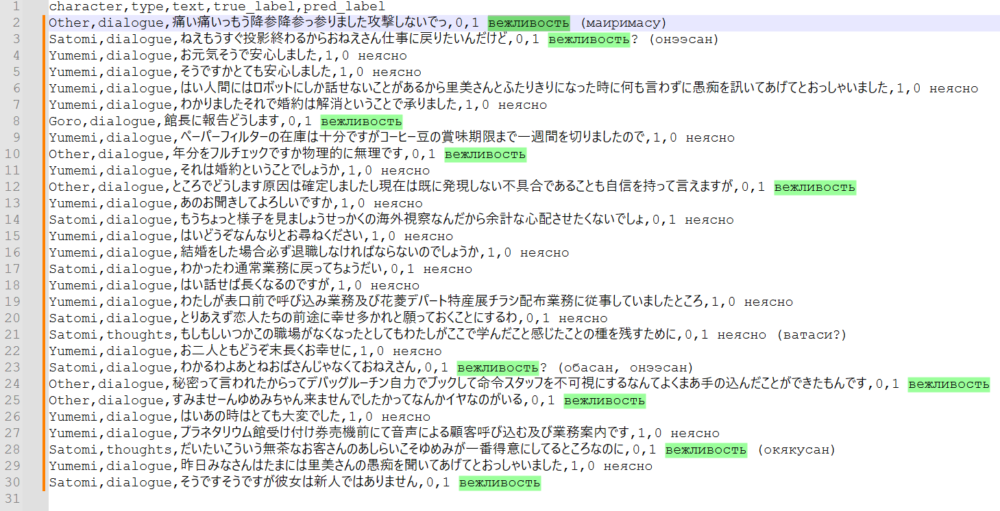 1 character,type,text,true_label,pred_label
2 Other,dialogue,痛い痛いっもう降参降参っ参りました攻撃しないでっ,0,1 вежливость (маиримасу)
3 Satomi,dialogue,ねえもうすぐ投影終わるからおねえさん仕事に戻りたいんだけど,0,1 вежливость? (онээсан)
4 Yumemi,dialogue,お元気そうで安心しました,1,0 неясно
5 Yumemi,dialogue,そうですかとても安心しました,1,0 неясно
6 Yumemi,dialogue,はい人間にはロボットにしか話せないことがあるから里美さんとふたりきりになった時に何も言わずに愚痴を訊いてあげてとおっしゃいました,1,0 неясно
7 Yumemi,dialogue,わかりましたそれで婚約は解消ということで承りました,1,0 неясно
8 Goro,dialogue,館長に報告どうします,0,1 вежливость
9 Yumemi,dialogue,ペーパーフィルターの在庫は十分ですがコーヒー豆の賞味期限まで一週間を切りましたので,1,0 неясно
10 Other,dialogue,年分をフルチェックですか物理的に無理です,0,1 вежливость
11 Yumemi,dialogue,それは婚約ということでしょうか,1,0 неясно
12 Other,dialogue,ところでどうします原因は確定しましたし現在は既に発現しない不具合であることも自信を持って言えますが,0,1 вежливость
13 Yumemi,dialogue,あのお聞きしてよろしいですか,1,0 неясно
14 Satomi,dialogue,もうちょっと様子を見ましょうせっかくの海外視察なんだから余計な心配させたくないでしょ,0,1 неясно
15 Yumemi,dialogue,はいどうぞなんなりとお尋ねください,1,0 неясно
16 Yumemi,dialogue,結婚をした場合必ず退職しなければならないのでしょうか,1,0 неясно
17 Satomi,dialogue,わかったわ通常業務に戻ってちょうだい,0,1 неясно
18 Yumemi,dialogue,はい話せば長くなるのですが,1,0 неясно
19 Yumemi,dialogue,わたしが表口前で呼び込み業務及び花菱デパート特産展チラシ配布業務に従事していましたところ,1,0 неясно
20 Satomi,dialogue,とりあえず恋人たちの前途に幸せ多かれと願っておくことにするわ,0,1 неясно
21 Satomi,thoughts,もしもしいつかこの職場がなくなったとしてもわたしがここで学んだこと感じたことの種を残すために,0,1 неясно (ватаси?)
22 Yumemi,dialogue,お二人ともどうぞ末長くお幸せに,1,0 неясно
23 Satomi,dialogue,わかるわよあとねおばさんじゃなくておねえさん,0,1 вежливость? (обасан, онээсан)
24 Other,dialogue,秘密って言われたからってデバッグルーチン自力でブックして命令スタッフを不可視にするなんてよくまあ手の込んだことができたもんです,0,1 вежливость
25 Other,dialogue,すみませーんゆめみちゃん来ませんでしたかってなんかイヤなのがいる,0,1 вежливость
26 Yumemi,dialogue,はいあの時はとても大変でした,1,0 неясно
27 Yumemi,dialogue,プラネタリウム館受け付け券売機前にて音声による顧客呼び込む及び業務案内です,1,0 неясно
28 Satomi,thoughts,だいたいこういう無茶なお客さんのあしらいこそゆめみが一番得意にしてるところなのに,0,1 вежливость (окякусан)
29 Yumemi,dialogue,昨日みなさんはたまには里美さんの愚痴を聞いてあげてとおっしゃいました,1,0 неясно
30 Satomi,dialogue,そうですそうですが彼女は新人ではありません,0,1 вежливость
31